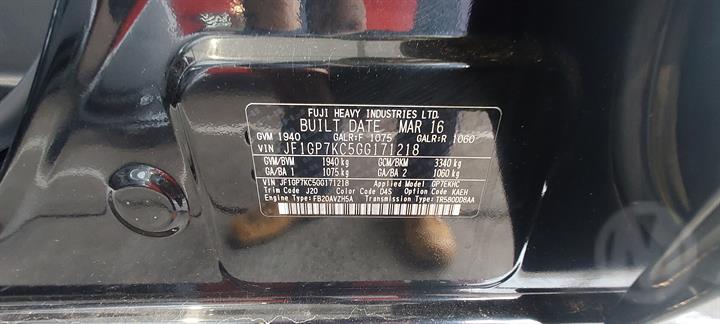 FUJI HEAVY INDUSTRIES LTD.
BUILT DATE MAR 16
GVM 1940 GALR:F 1075 GALR:R 1060
VIN JF1GP7KC5GG171218
GVM/BVM 1940 kg GCM/BKM 3340 kg
GA/BA 1 1075 kg GA/BA 2 1060 kg
VIN JF1GP7KC5GG171218 Applied Model GP7EKHC
Trim Code J20 Color Code D4S Option Code AXEH
Engine Type: FB20AVZH5A Transmission Type: TR580DD8AA